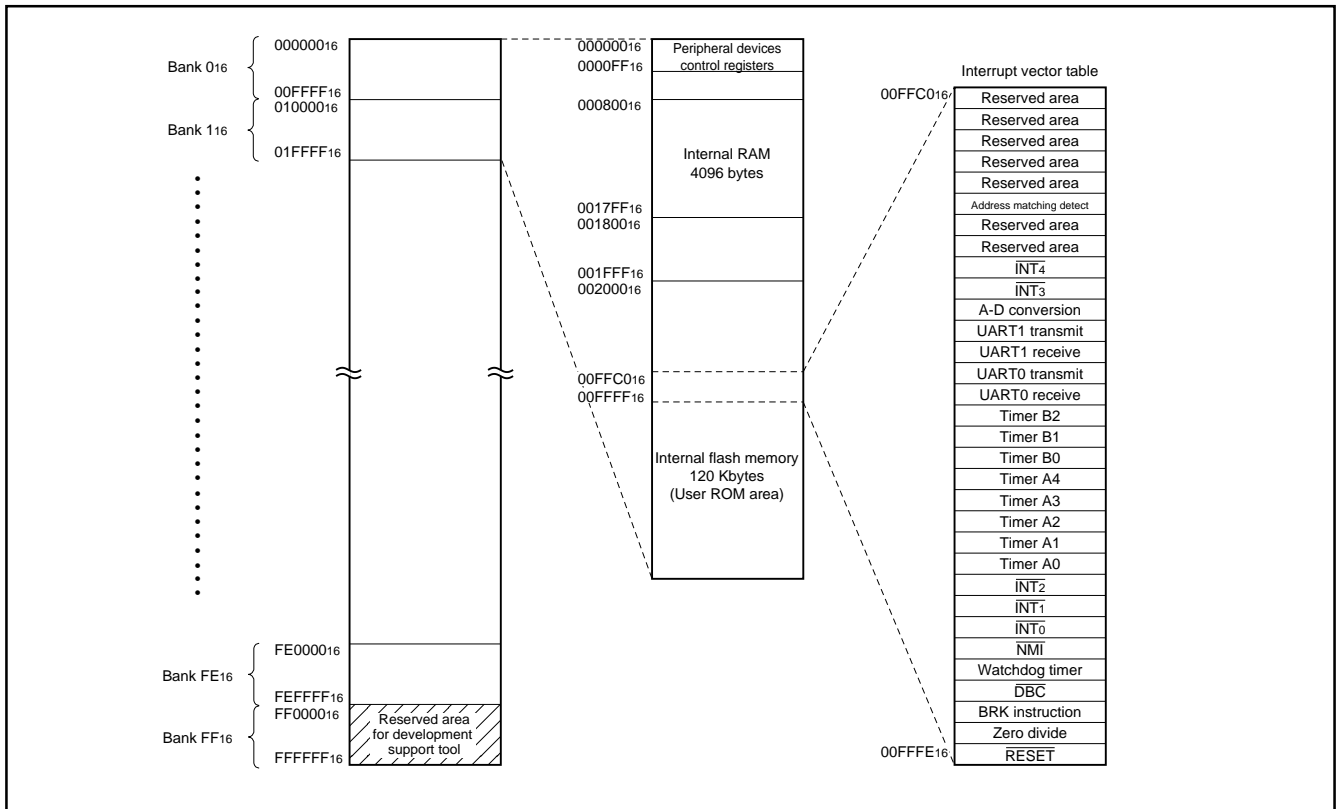 Bank 016
00000016
00FFFF16
Bank 116
01000016
01FFFF16
Bank FE16
FE000016
FEFFFF16
Bank FF16
FF000016
FFFFFF16
Reserved area
for development
support tool
00000016
0000FF16
00080016
0017FF16
00180016
001FFF16
00200016
00FFC016
00FFFF16
Peripheral devices
control registers
Internal RAM
4096 bytes
Internal flash memory
120 Kbytes
(User ROM area)
Interrupt vector table
00FFC016
Reserved area
Reserved area
Reserved area
Reserved area
Reserved area
Address matching detect
Reserved area
Reserved area
INT4
INT3
A-D conversion
UART1 transmit
UART1 receive
UART0 transmit
UART0 receive
Timer B2
Timer B1
Timer B0
Timer A4
Timer A3
Timer A2
Timer A1
Timer A0
INT2
INT1
INT0
NMI
Watchdog timer
DBC
BRK instruction
Zero divide
00FFFE16
RESET